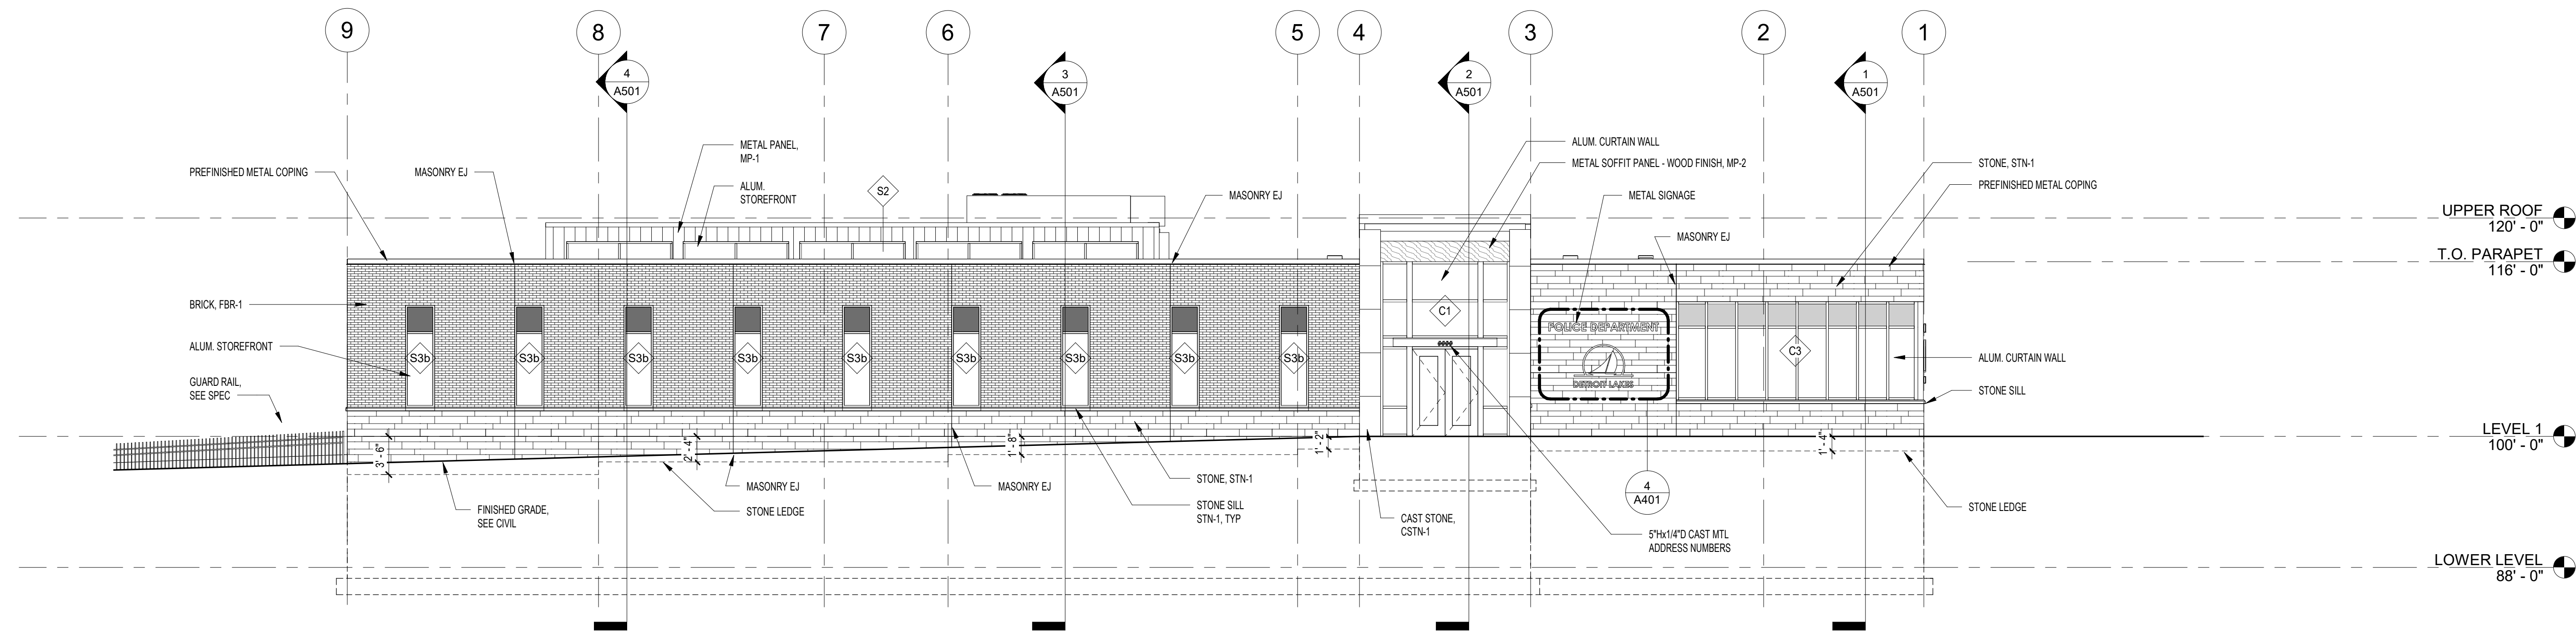 9
8
7
6
5
4
3
2
1
4
A501
3
A501
2
A501
1
A501
METAL PANEL,
MP-1
ALUM. CURTAIN WALL
METAL SOFFIT PANEL - WOOD FINISH, MP-2
STONE, STN-1
PREFINISHED METAL COPING
MASONRY EJ
ALUM.
STOREFRONT
S2
MASONRY EJ
METAL SIGNAGE
PREFINISHED METAL COPING
UPPER ROOF
120' - 0"
MASONRY EJ
T.O. PARAPET
116' - 0"
BRICK, FBR-1
C1
POLICE DEPARTMENT
DETROIT LAKES
ALUM. STOREFRONT
S3b
S3b
S3b
S3b
S3b
S3b
S3b
S3b
S3b
C3
ALUM. CURTAIN WALL
GUARD RAIL,
SEE SPEC
STONE SILL
LEVEL 1
100' - 0"
3' - 6"
2' - 4"
1' - 8"
1' - 2"
1' - 4"
MASONRY EJ
MASONRY EJ
STONE, STN-1
4
A401
FINISHED GRADE,
SEE CIVIL
STONE LEDGE
STONE SILL
STN-1, TYP
CAST STONE,
CSTN-1
STONE LEDGE
5"Hx1/4"D CAST MTL
ADDRESS NUMBERS
LOWER LEVEL
88' - 0"